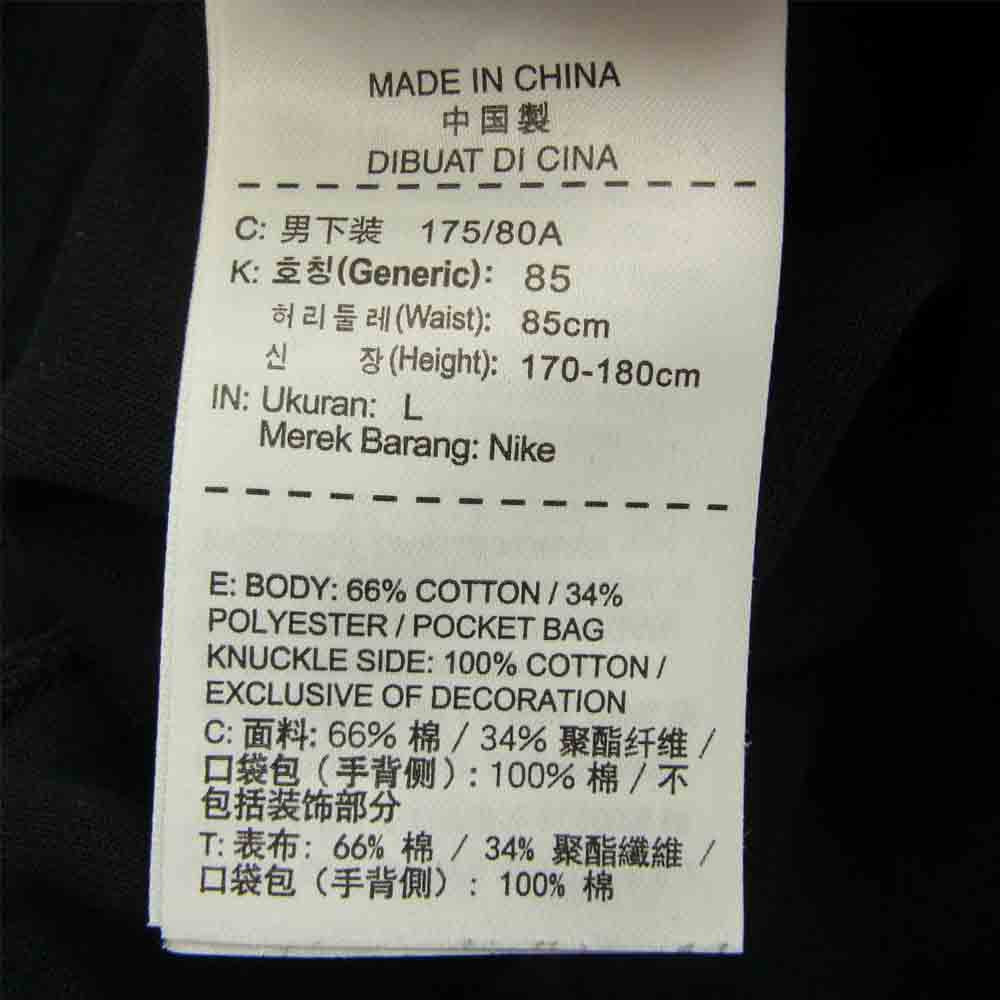 MADE IN CHINA
中国製
DIBUAT DI CINA
C: 男下装 175/80A
K: 호칭(Generic): 85
허리둘레(Waist): 85cm
신 장(Height): 170-180cm
IN: Ukuran: L
Merek Barang: Nike
E: BODY: 66% COTTON / 34%
POLYESTER / POCKET BAG
KNUCKLE SIDE: 100% COTTON /
EXCLUSIVE OF DECORATION
C: 面料: 66% 棉 / 34% 聚酯纤维 /
口袋包（手背侧）: 100% 棉 / 不
包括装饰部分
T: 表布: 66% 棉 / 34% 聚酯纖維 /
口袋包（手背側）: 100% 棉